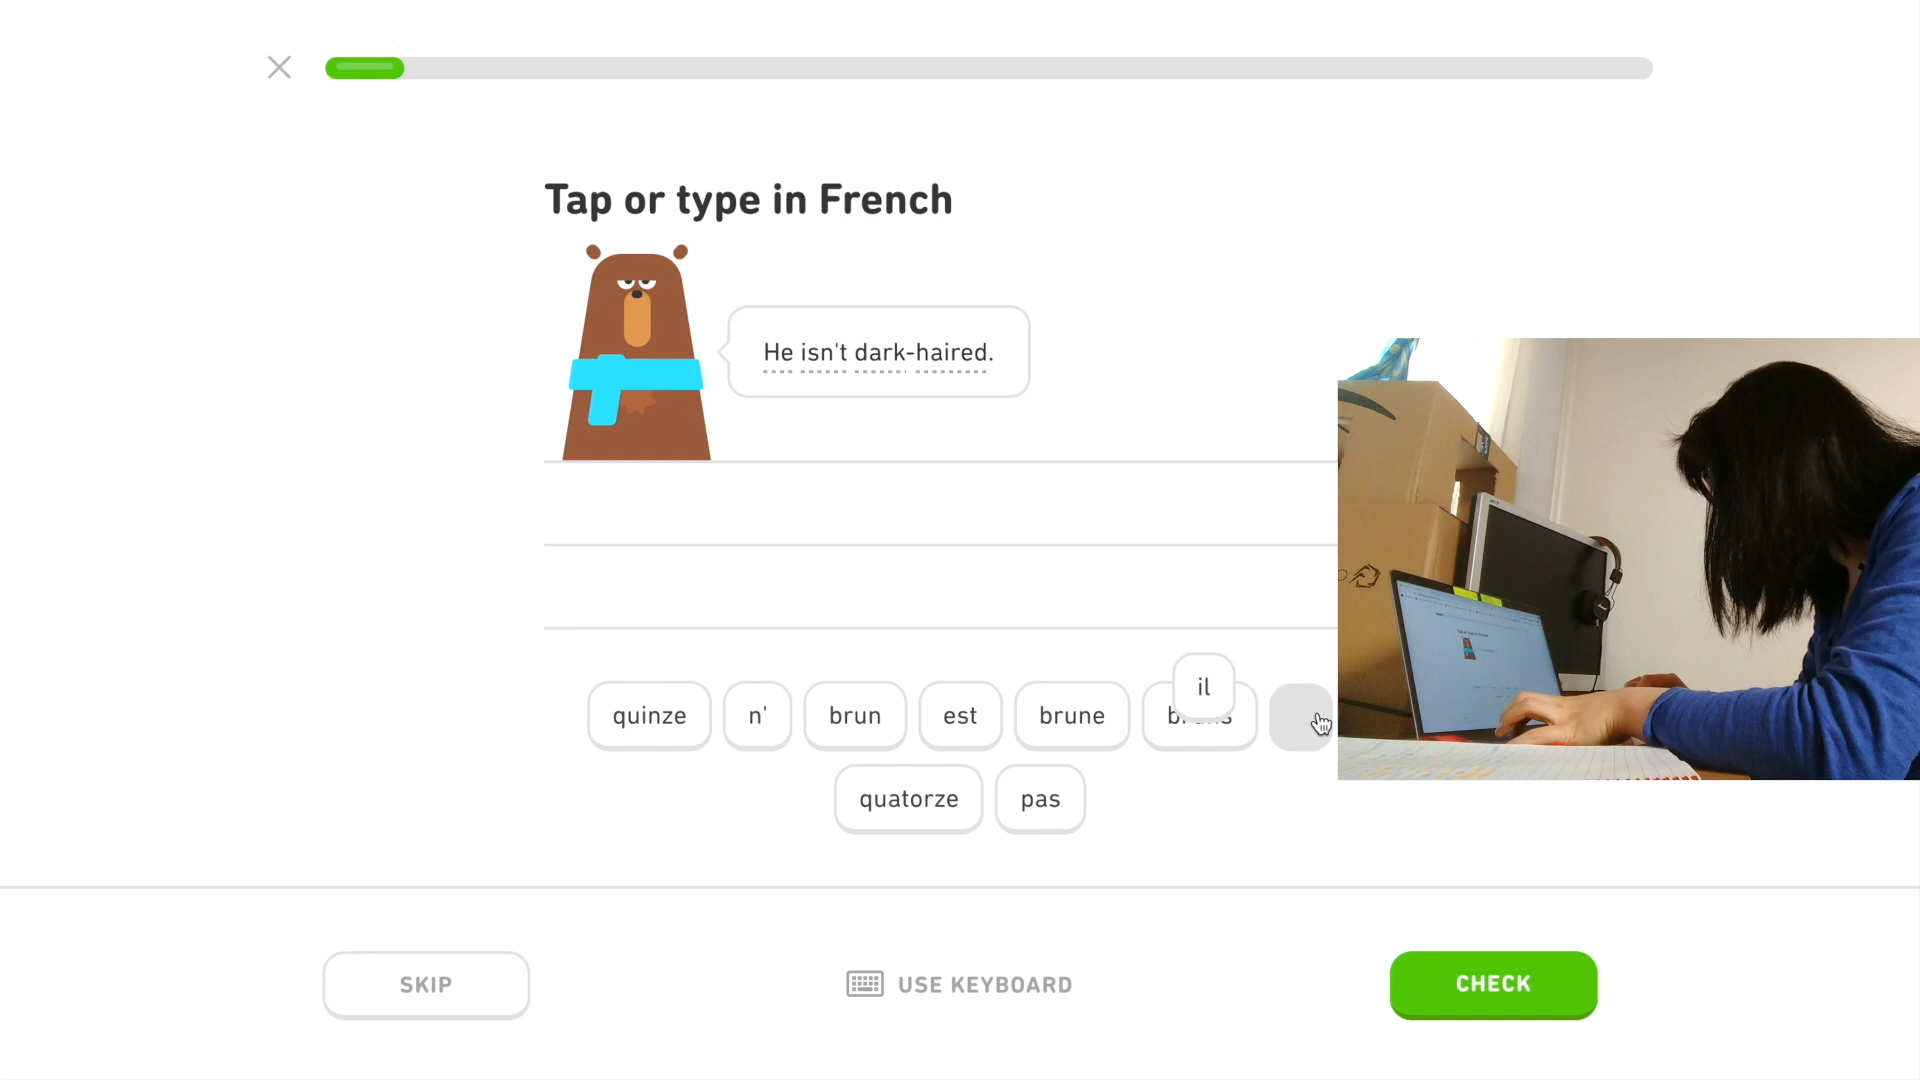 Tap or type in French
He isn't dark-haired.
il
quinze n' brun est brune
quatorze pas
SKIP USE KEYBOARD CHECK